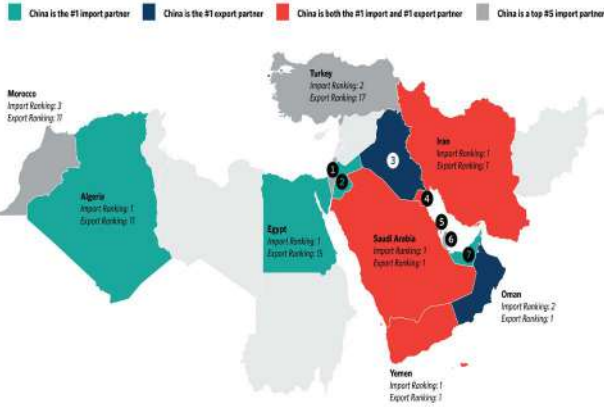 China is the #1 import partner
China is the #1 export partner
China is both the #1 import and #1 export partner
China is a top #5 import partner
Morocco
Import Ranking: 3
Export Ranking: 11
Algeria
Import Ranking: 1
Export Ranking: 11
Turkey
Import Ranking: 2
Export Ranking: 17
Egypt
Import Ranking: 1
Export Ranking: 15
Iran
Import Ranking: 1
Export Ranking: 1
Saudi Arabia
Import Ranking: 1
Export Ranking: 1
Oman
Import Ranking: 2
Export Ranking: 1
Yemen
Import Ranking: 1
Export Ranking: 1
1
2
3
4
5
6
7